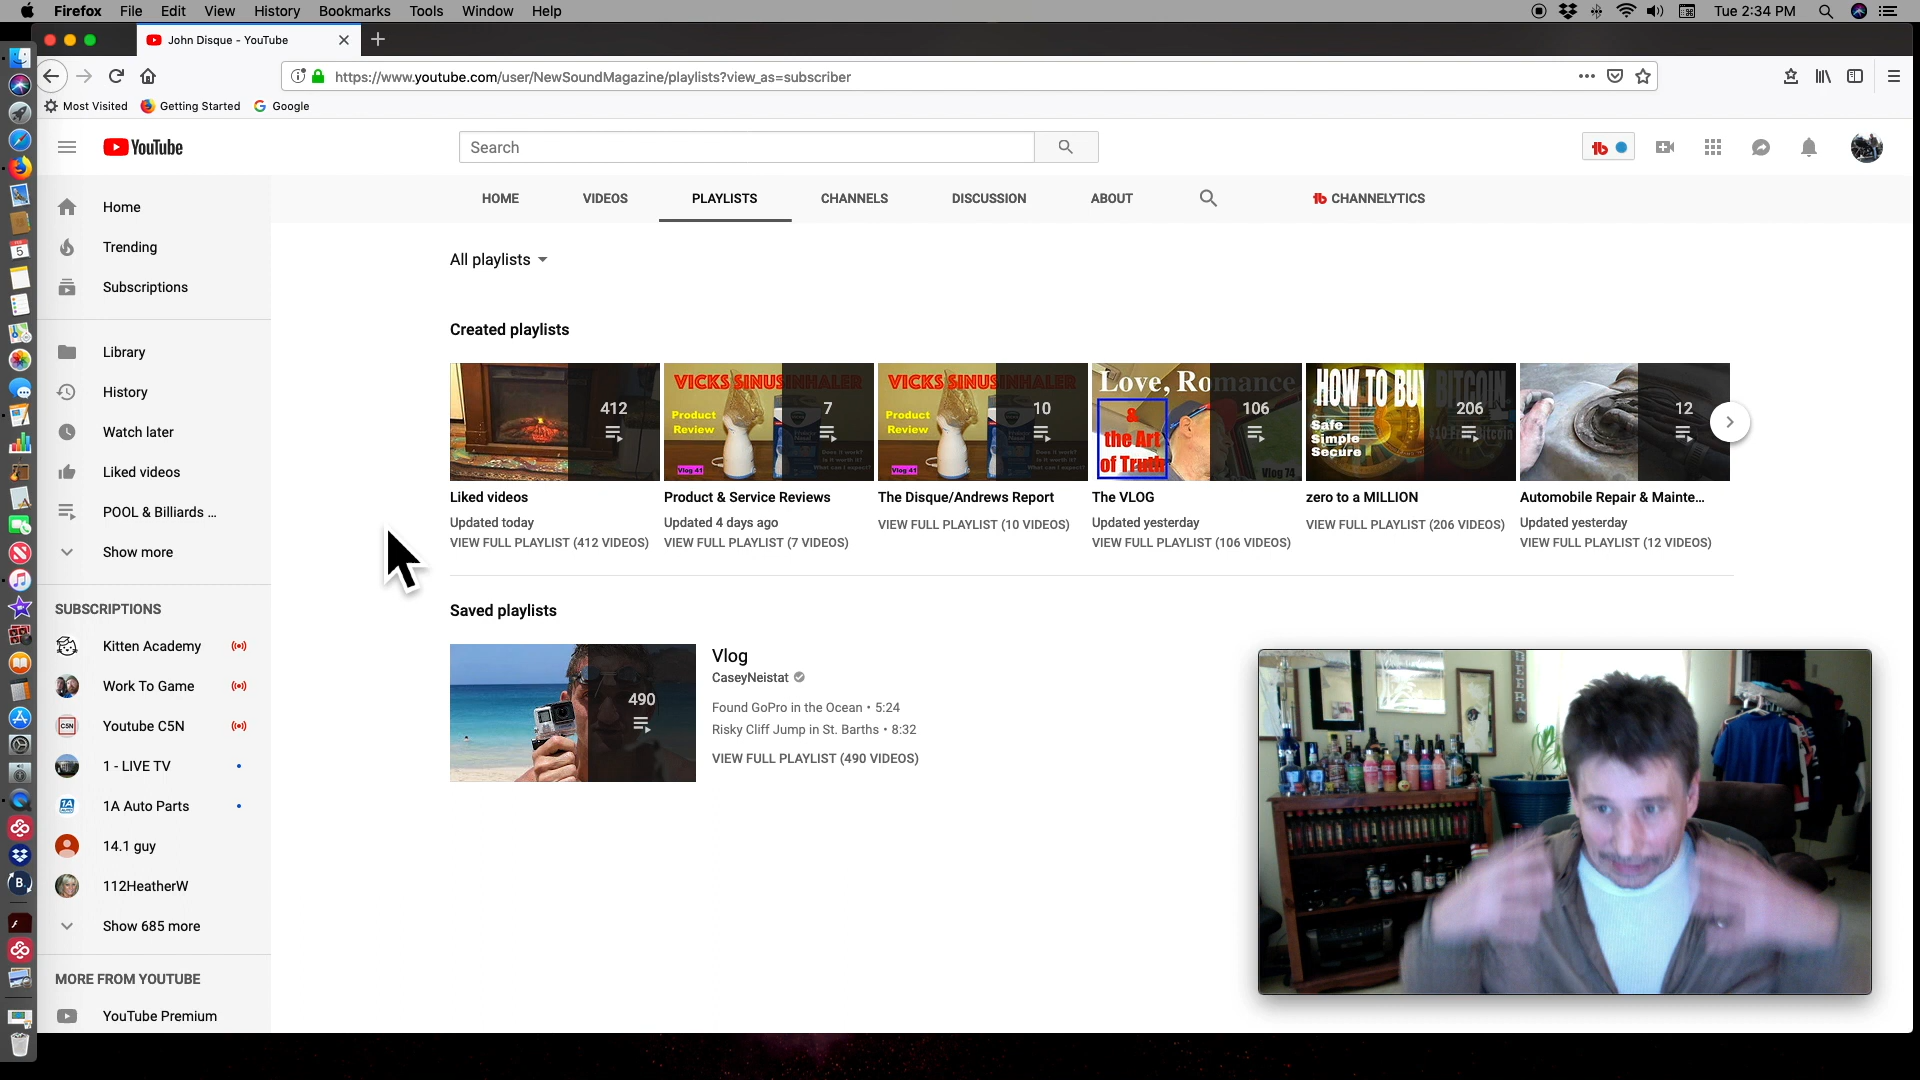 Firefox File Edit View History Bookmarks Tools Window Help
Tue 2:34 PM
John Disque - YouTube
https://www.youtube.com/user/NewSoundMagazine/playlists?view_as=subscriber
Most Visited Getting Started Google
YouTube
Search
HOME VIDEOS PLAYLISTS CHANNELS DISCUSSION ABOUT CHANNELYTICS
Home
Trending
Subscriptions
Library
History
Watch later
Liked videos
POOL & Billiards ...
Show more
SUBSCRIPTIONS
Kitten Academy
Work To Game
Youtube C5N
1 - LIVE TV
1A Auto Parts
14.1 guy
112HeatherW
Show 685 more
MORE FROM YOUTUBE
YouTube Premium
All playlists
Created playlists
412
Liked videos
Updated today
VIEW FULL PLAYLIST (412 VIDEOS)
VICKS SINUS INHALER
Product
Review
Vlog 41
7
Product & Service Reviews
Updated 4 days ago
VIEW FULL PLAYLIST (7 VIDEOS)
VICKS SINUS INHALER
Product
Review
Vlog 41
10
The Disque/Andrews Report
VIEW FULL PLAYLIST (10 VIDEOS)
Love, Romance
&
the Art
of Truth
Vlog 74
106
The VLOG
Updated yesterday
VIEW FULL PLAYLIST (106 VIDEOS)
HOW TO BUY BITCOIN
Safe
Simple
Secure
206
zero to a MILLION
VIEW FULL PLAYLIST (206 VIDEOS)
12
Automobile Repair & Mainte...
Updated yesterday
VIEW FULL PLAYLIST (12 VIDEOS)
Saved playlists
490
Vlog
CaseyNeistat
Found GoPro in the Ocean • 5:24
Risky Cliff Jump in St. Barths • 8:32
VIEW FULL PLAYLIST (490 VIDEOS)
BEER